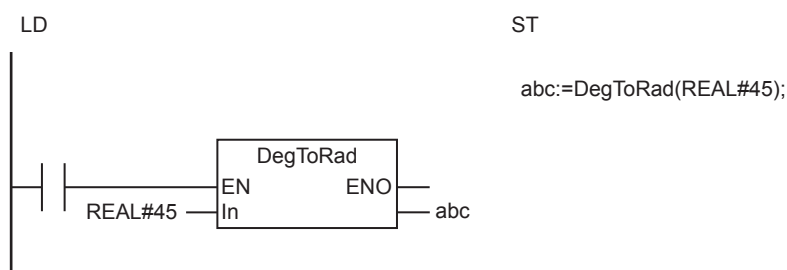 LD
ST
abc:=DegToRad(REAL#45);
DegToRad
EN ENO
REAL#45 In abc